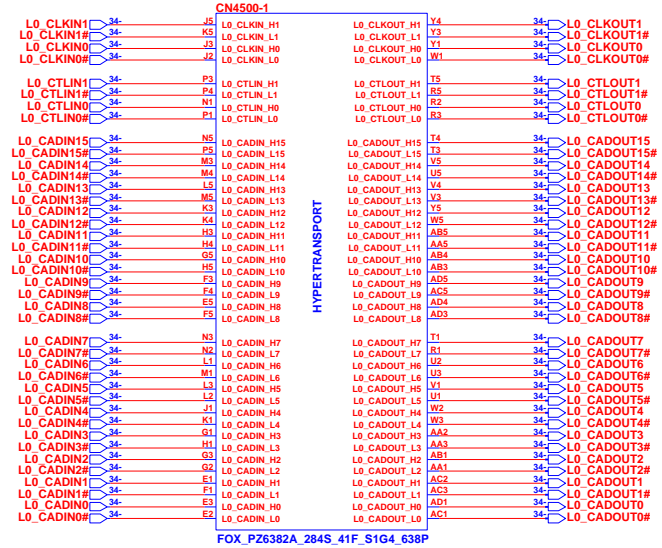 CN4500-1
L0_CLKIN1 34- J5 L0_CLKIN_H1 L0_CLKOUT_H1 Y4 34- L0_CLKOUT1
L0_CLKIN1# 34- K5 L0_CLKIN_L1 L0_CLKOUT_L1 Y3 34- L0_CLKOUT1#
L0_CLKIN0 34- J3 L0_CLKIN_H0 L0_CLKOUT_H0 Y1 34- L0_CLKOUT0
L0_CLKIN0# 34- J2 L0_CLKIN_L0 L0_CLKOUT_L0 W1 34- L0_CLKOUT0#
L0_CTLIN1 34- P3 L0_CTLIN_H1 L0_CTLOUT_H1 T5 34- L0_CTLOUT1
L0_CTLIN1# 34- P4 L0_CTLIN_L1 L0_CTLOUT_L1 R5 34- L0_CTLOUT1#
L0_CTLIN0 34- N1 L0_CTLIN_H0 L0_CTLOUT_H0 R2 34- L0_CTLOUT0
L0_CTLIN0# 34- P1 L0_CTLIN_L0 L0_CTLOUT_L0 R3 34- L0_CTLOUT0#
L0_CADIN15 34- N5 L0_CADIN_H15 L0_CADOUT_H15 T4 34- L0_CADOUT15
L0_CADIN15# 34- P5 L0_CADIN_L15 L0_CADOUT_L15 T3 34- L0_CADOUT15#
L0_CADIN14 34- M3 L0_CADIN_H14 L0_CADOUT_H14 V5 34- L0_CADOUT14
L0_CADIN14# 34- M4 L0_CADIN_L14 L0_CADOUT_L14 U5 34- L0_CADOUT14#
L0_CADIN13 34- L5 L0_CADIN_H13 L0_CADOUT_H13 V4 34- L0_CADOUT13
L0_CADIN13# 34- M5 L0_CADIN_L13 L0_CADOUT_L13 V3 34- L0_CADOUT13#
L0_CADIN12 34- K3 L0_CADIN_H12 L0_CADOUT_H12 Y5 34- L0_CADOUT12
L0_CADIN12# 34- K4 L0_CADIN_L12 L0_CADOUT_L12 W5 34- L0_CADOUT12#
L0_CADIN11 34- H3 L0_CADIN_H11 L0_CADOUT_H11 AB5 34- L0_CADOUT11
L0_CADIN11# 34- H4 L0_CADIN_L11 L0_CADOUT_L11 AA5 34- L0_CADOUT11#
L0_CADIN10 34- G5 L0_CADIN_H10 L0_CADOUT_H10 AB4 34- L0_CADOUT10
L0_CADIN10# 34- H5 L0_CADIN_L10 L0_CADOUT_L10 AB3 34- L0_CADOUT10#
L0_CADIN9 34- F3 L0_CADIN_H9 L0_CADOUT_H9 AD5 34- L0_CADOUT9
L0_CADIN9# 34- F4 L0_CADIN_L9 L0_CADOUT_L9 AC5 34- L0_CADOUT9#
L0_CADIN8 34- E5 L0_CADIN_H8 L0_CADOUT_H8 AD4 34- L0_CADOUT8
L0_CADIN8# 34- F5 L0_CADIN_L8 L0_CADOUT_L8 AD3 34- L0_CADOUT8#
HYPERTRANSPORT
L0_CADIN7 34- N3 L0_CADIN_H7 L0_CADOUT_H7 T1 34- L0_CADOUT7
L0_CADIN7# 34- N2 L0_CADIN_L7 L0_CADOUT_L7 R1 34- L0_CADOUT7#
L0_CADIN6 34- L1 L0_CADIN_H6 L0_CADOUT_H6 U2 34- L0_CADOUT6
L0_CADIN6# 34- M1 L0_CADIN_L6 L0_CADOUT_L6 U3 34- L0_CADOUT6#
L0_CADIN5 34- L3 L0_CADIN_H5 L0_CADOUT_H5 V1 34- L0_CADOUT5
L0_CADIN5# 34- L2 L0_CADIN_L5 L0_CADOUT_L5 U1 34- L0_CADOUT5#
L0_CADIN4 34- J1 L0_CADIN_H4 L0_CADOUT_H4 W2 34- L0_CADOUT4
L0_CADIN4# 34- K1 L0_CADIN_L4 L0_CADOUT_L4 W3 34- L0_CADOUT4#
L0_CADIN3 34- G1 L0_CADIN_H3 L0_CADOUT_H3 AA2 34- L0_CADOUT3
L0_CADIN3# 34- H1 L0_CADIN_L3 L0_CADOUT_L3 AA3 34- L0_CADOUT3#
L0_CADIN2 34- G3 L0_CADIN_H2 L0_CADOUT_H2 AB1 34- L0_CADOUT2
L0_CADIN2# 34- G2 L0_CADIN_L2 L0_CADOUT_L2 AA1 34- L0_CADOUT2#
L0_CADIN1 34- E1 L0_CADIN_H1 L0_CADOUT_H1 AC2 34- L0_CADOUT1
L0_CADIN1# 34- F1 L0_CADIN_L1 L0_CADOUT_L1 AC3 34- L0_CADOUT1#
L0_CADIN0 34- E3 L0_CADIN_H0 L0_CADOUT_H0 AD1 34- L0_CADOUT0
L0_CADIN0# 34- E2 L0_CADIN_L0 L0_CADOUT_L0 AC1 34- L0_CADOUT0#
FOX_PZ6382A_284S_41F_S1G4_638P